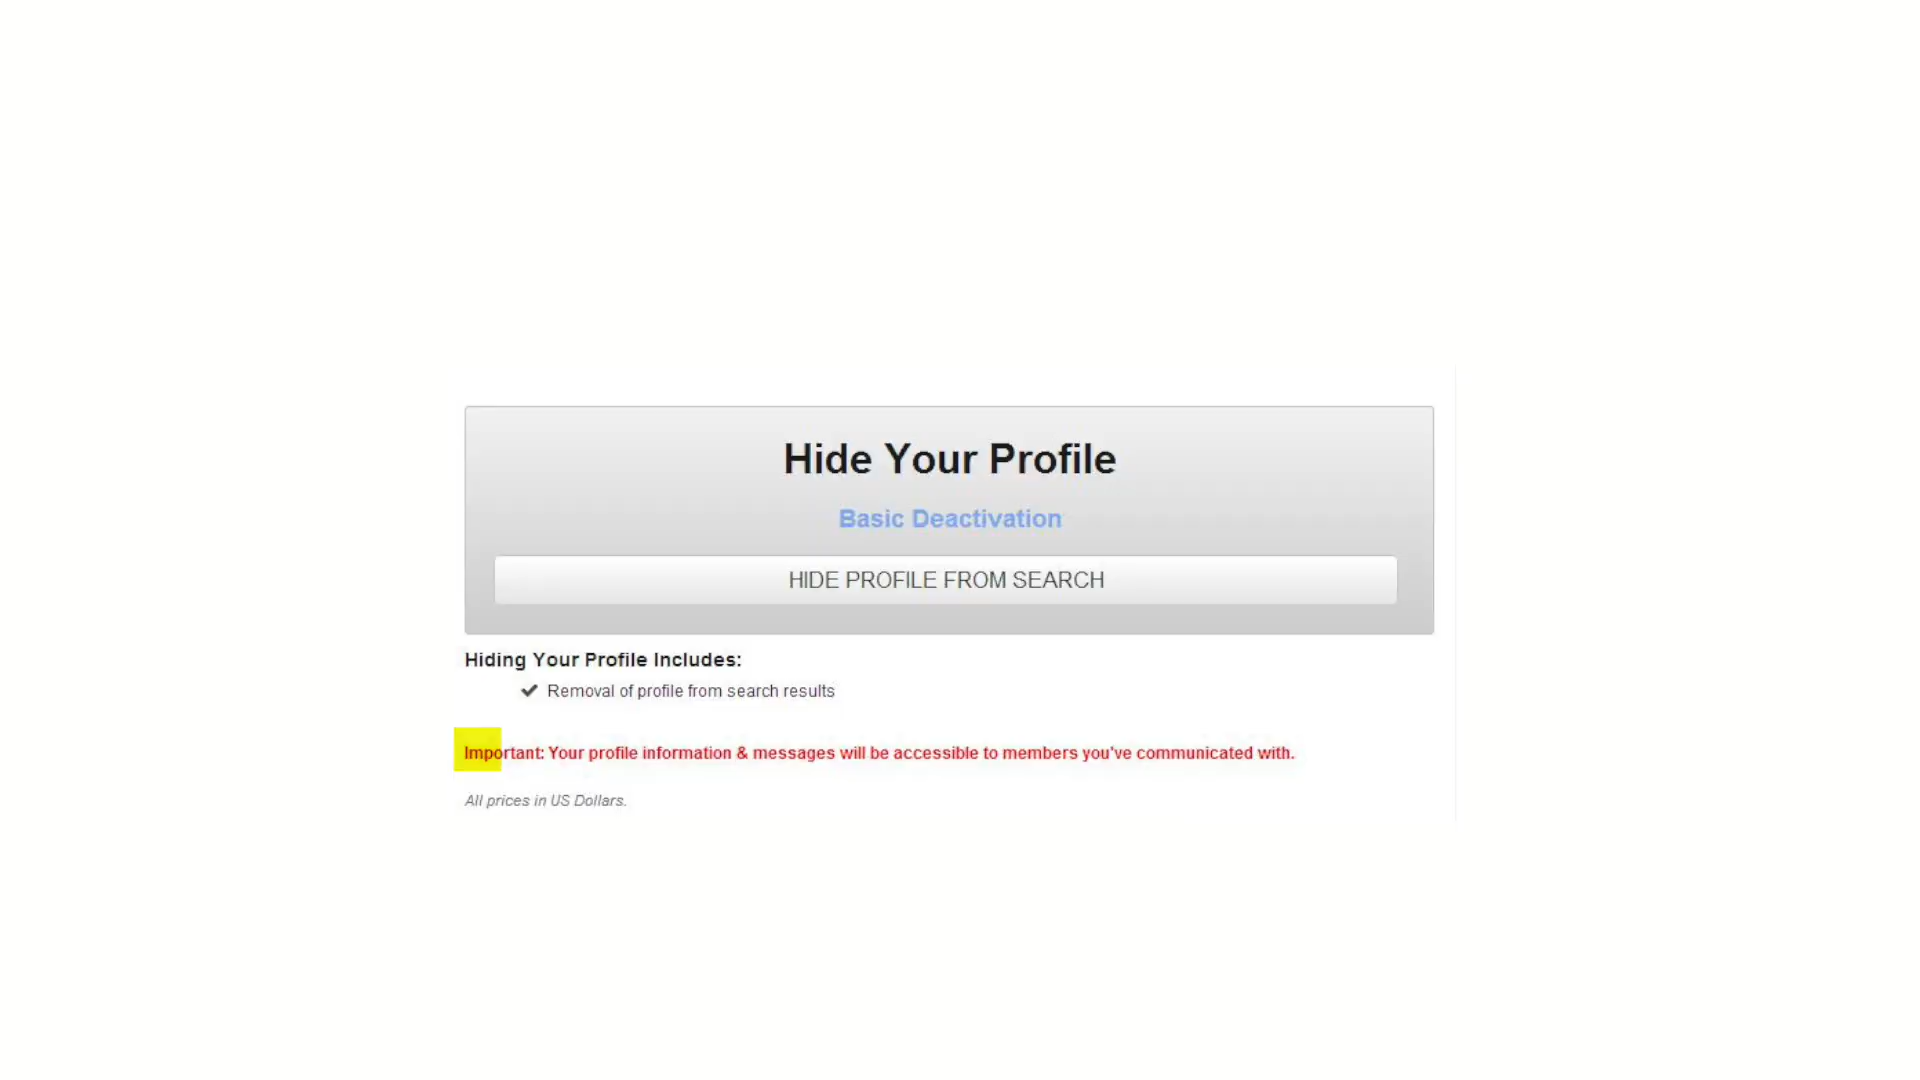 Hide Your Profile
Basic Deactivation
HIDE PROFILE FROM SEARCH
Hiding Your Profile Includes:
Removal of profile from search results
Important: Your profile information & messages will be accessible to members you've communicated with.
All prices in US Dollars.